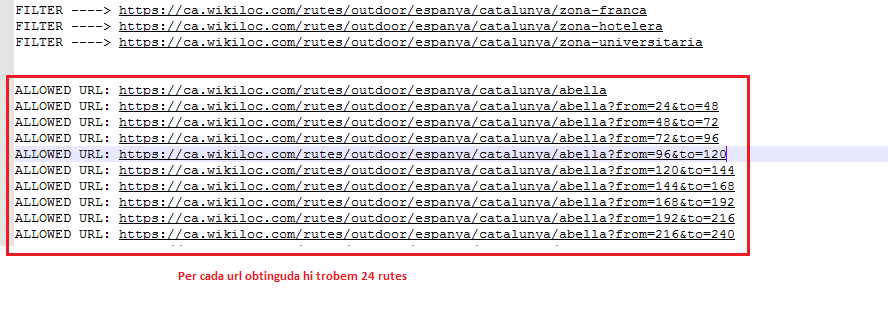 FILTER ----> https://ca.wikiloc.com/rutes/outdoor/espanya/catalunya/zona-franca
FILTER ----> https://ca.wikiloc.com/rutes/outdoor/espanya/catalunya/zona-hotelera
FILTER ----> https://ca.wikiloc.com/rutes/outdoor/espanya/catalunya/zona-universitaria
ALLOWED URL: https://ca.wikiloc.com/rutes/outdoor/espanya/catalunya/abella
ALLOWED URL: https://ca.wikiloc.com/rutes/outdoor/espanya/catalunya/abella?from=24&to=48
ALLOWED URL: https://ca.wikiloc.com/rutes/outdoor/espanya/catalunya/abella?from=48&to=72
ALLOWED URL: https://ca.wikiloc.com/rutes/outdoor/espanya/catalunya/abella?from=72&to=96
ALLOWED URL: https://ca.wikiloc.com/rutes/outdoor/espanya/catalunya/abella?from=96&to=120
ALLOWED URL: https://ca.wikiloc.com/rutes/outdoor/espanya/catalunya/abella?from=120&to=144
ALLOWED URL: https://ca.wikiloc.com/rutes/outdoor/espanya/catalunya/abella?from=144&to=168
ALLOWED URL: https://ca.wikiloc.com/rutes/outdoor/espanya/catalunya/abella?from=168&to=192
ALLOWED URL: https://ca.wikiloc.com/rutes/outdoor/espanya/catalunya/abella?from=192&to=216
ALLOWED URL: https://ca.wikiloc.com/rutes/outdoor/espanya/catalunya/abella?from=216&to=240
Per cada url obtinguda hi trobem 24 rutes